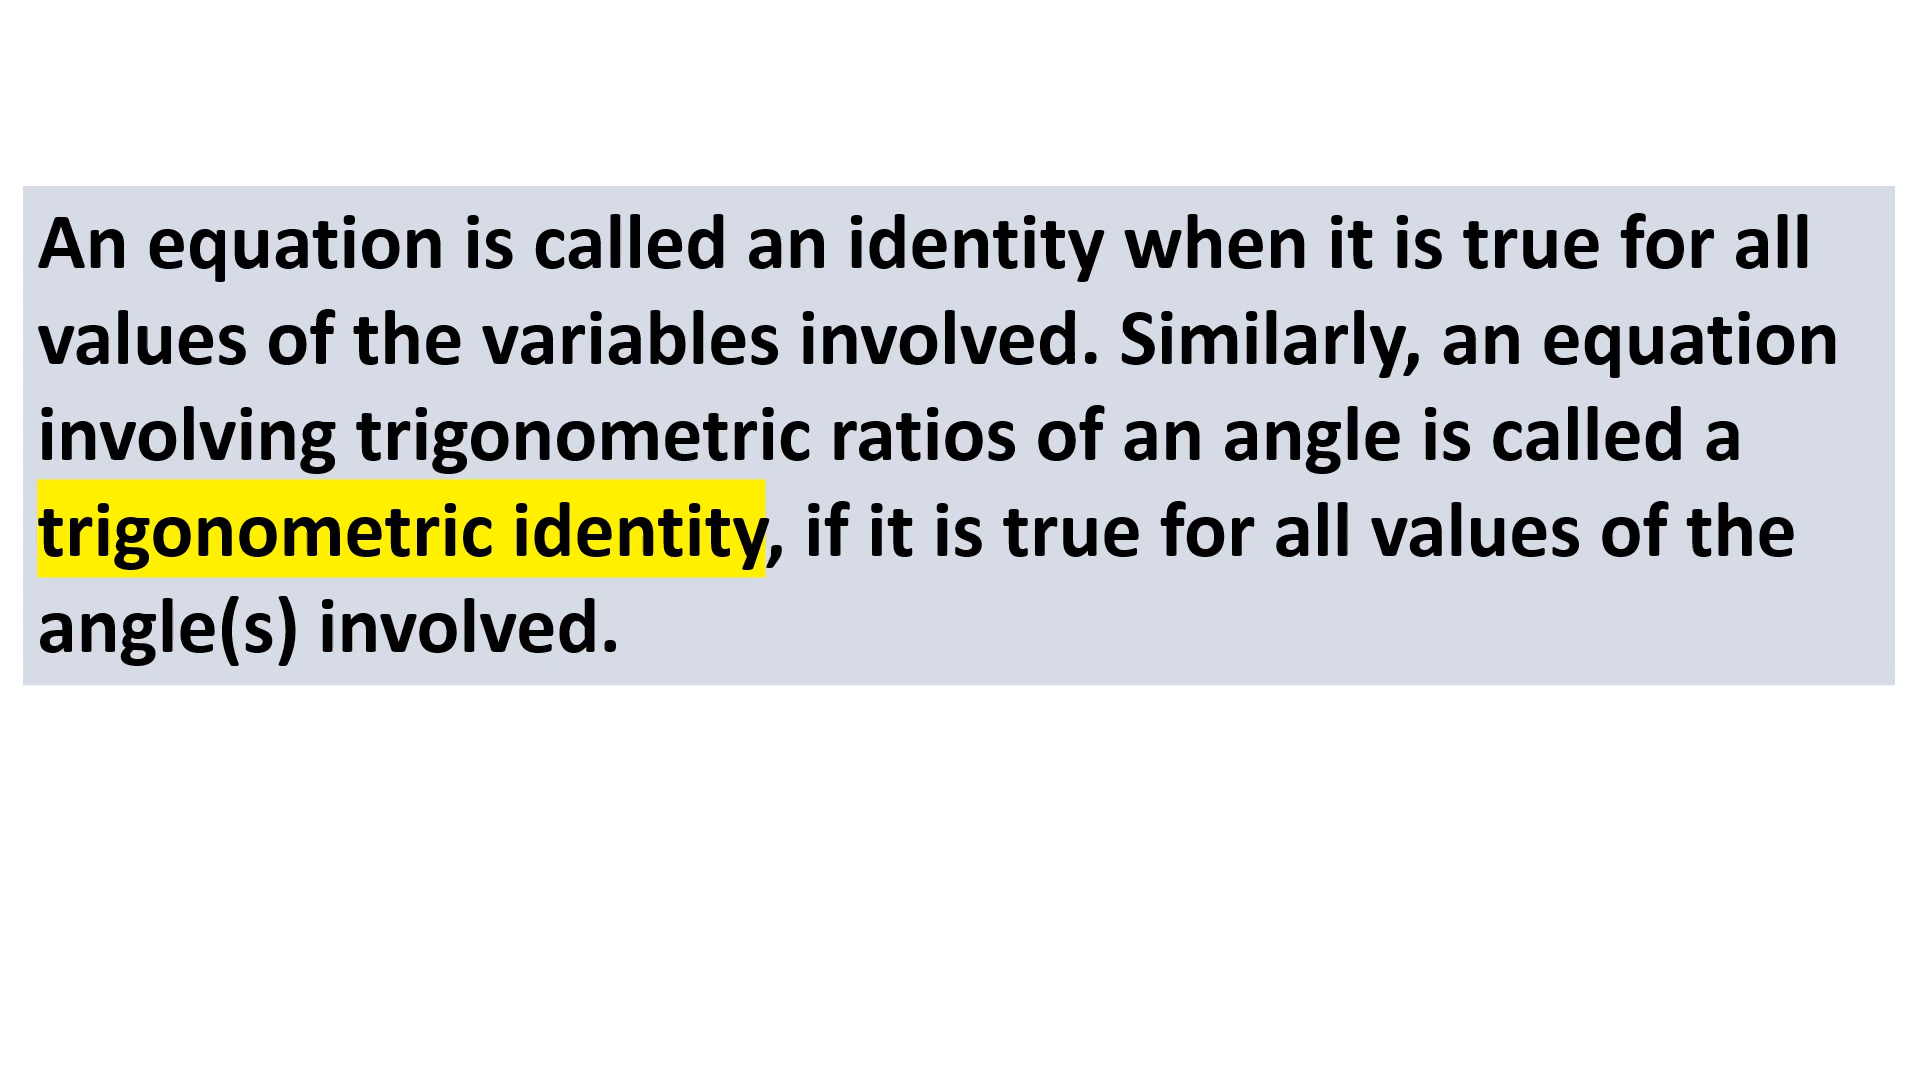 An equation is called an identity when it is true for all
values of the variables involved. Similarly, an equation
involving trigonometric ratios of an angle is called a
trigonometric identity, if it is true for all values of the
angle(s) involved.